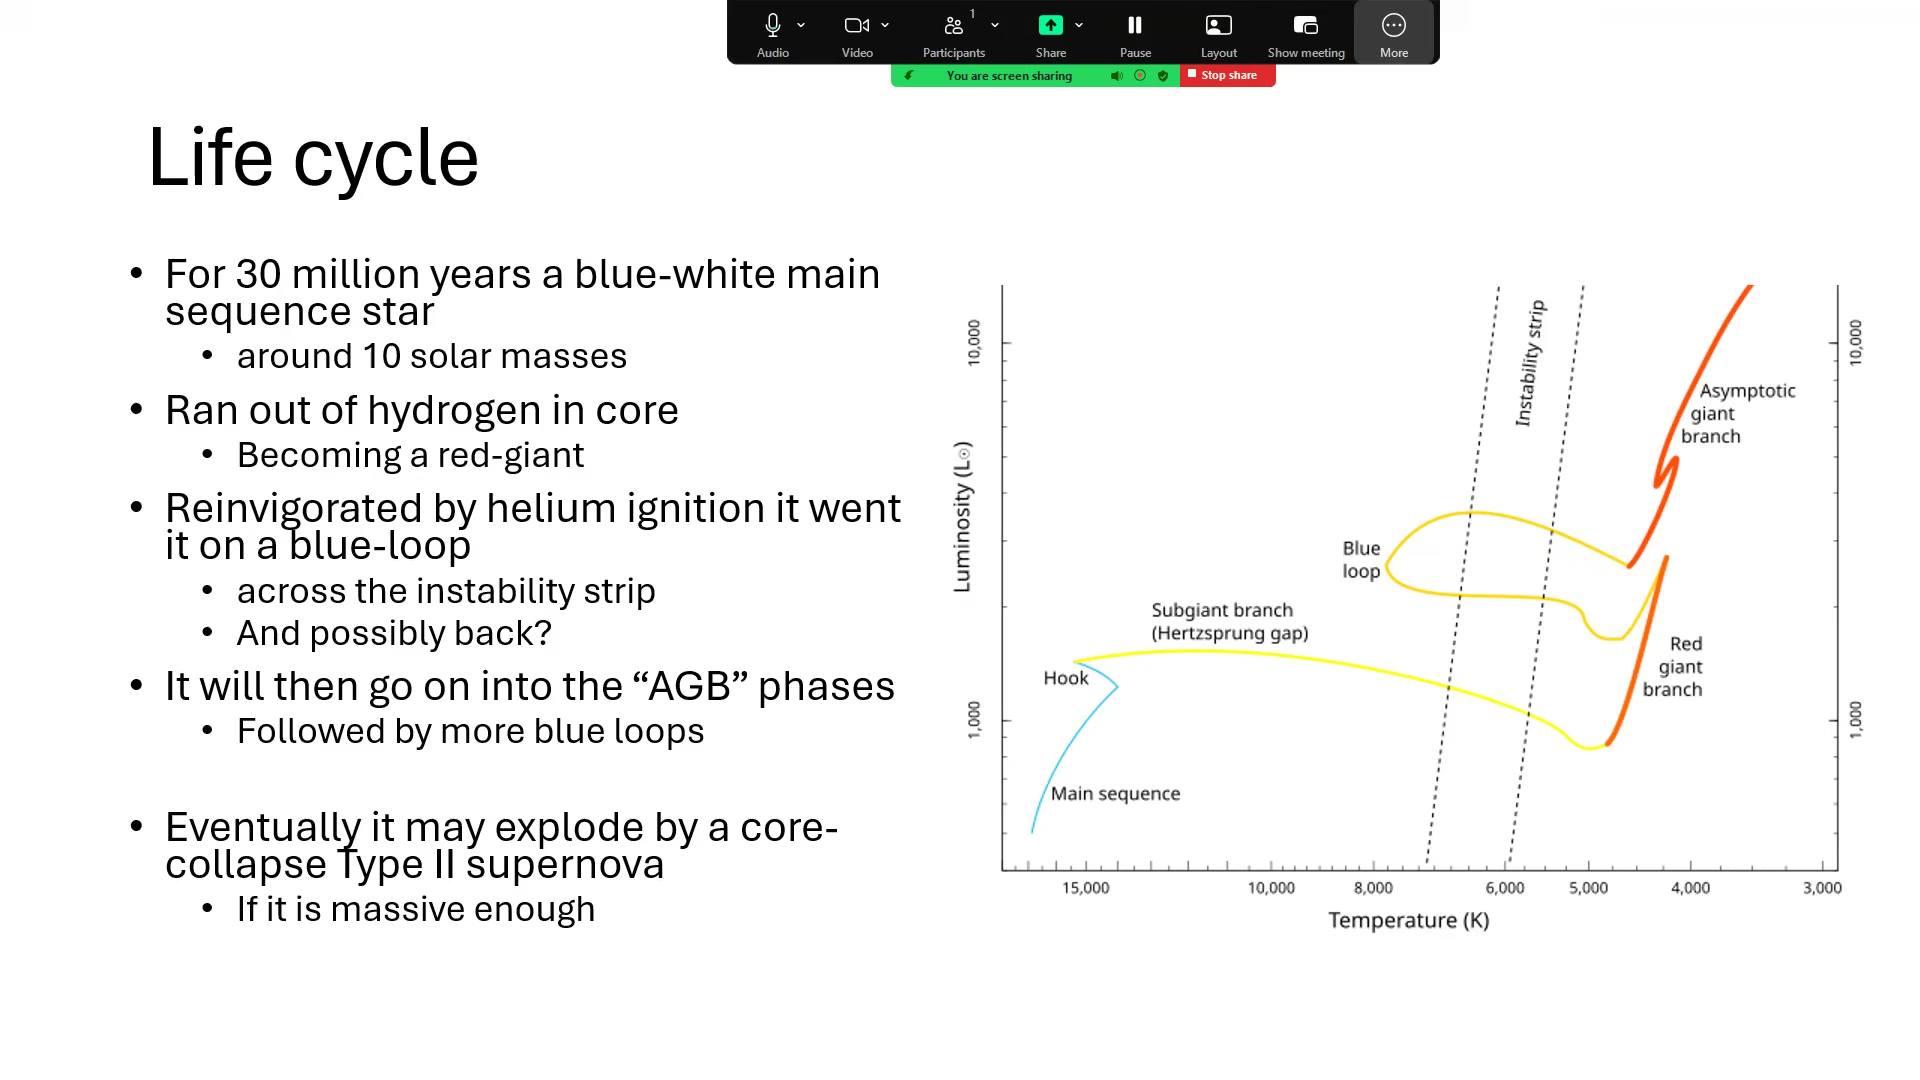 1
Audio
Video
Participants
Share
Pause
Layout
Show meeting
More
You are screen sharing
Stop share
Life cycle
• For 30 million years a blue-white main
sequence star
• around 10 solar masses
• Ran out of hydrogen in core
• Becoming a red-giant
• Reinvigorated by helium ignition it went
it on a blue-loop
• across the instability strip
• And possibly back?
• It will then go on into the “AGB” phases
• Followed by more blue loops
• Eventually it may explode by a core-
collapse Type II supernova
• If it is massive enough
Luminosity (L☉)
10,000
1,000
Instability strip
Asymptotic
giant
branch
Blue
loop
Subgiant branch
(Hertzsprung gap)
Hook
Red
giant
branch
Main sequence
10,000
1,000
15,000
10,000
8,000
6,000
5,000
4,000
3,000
Temperature (K)